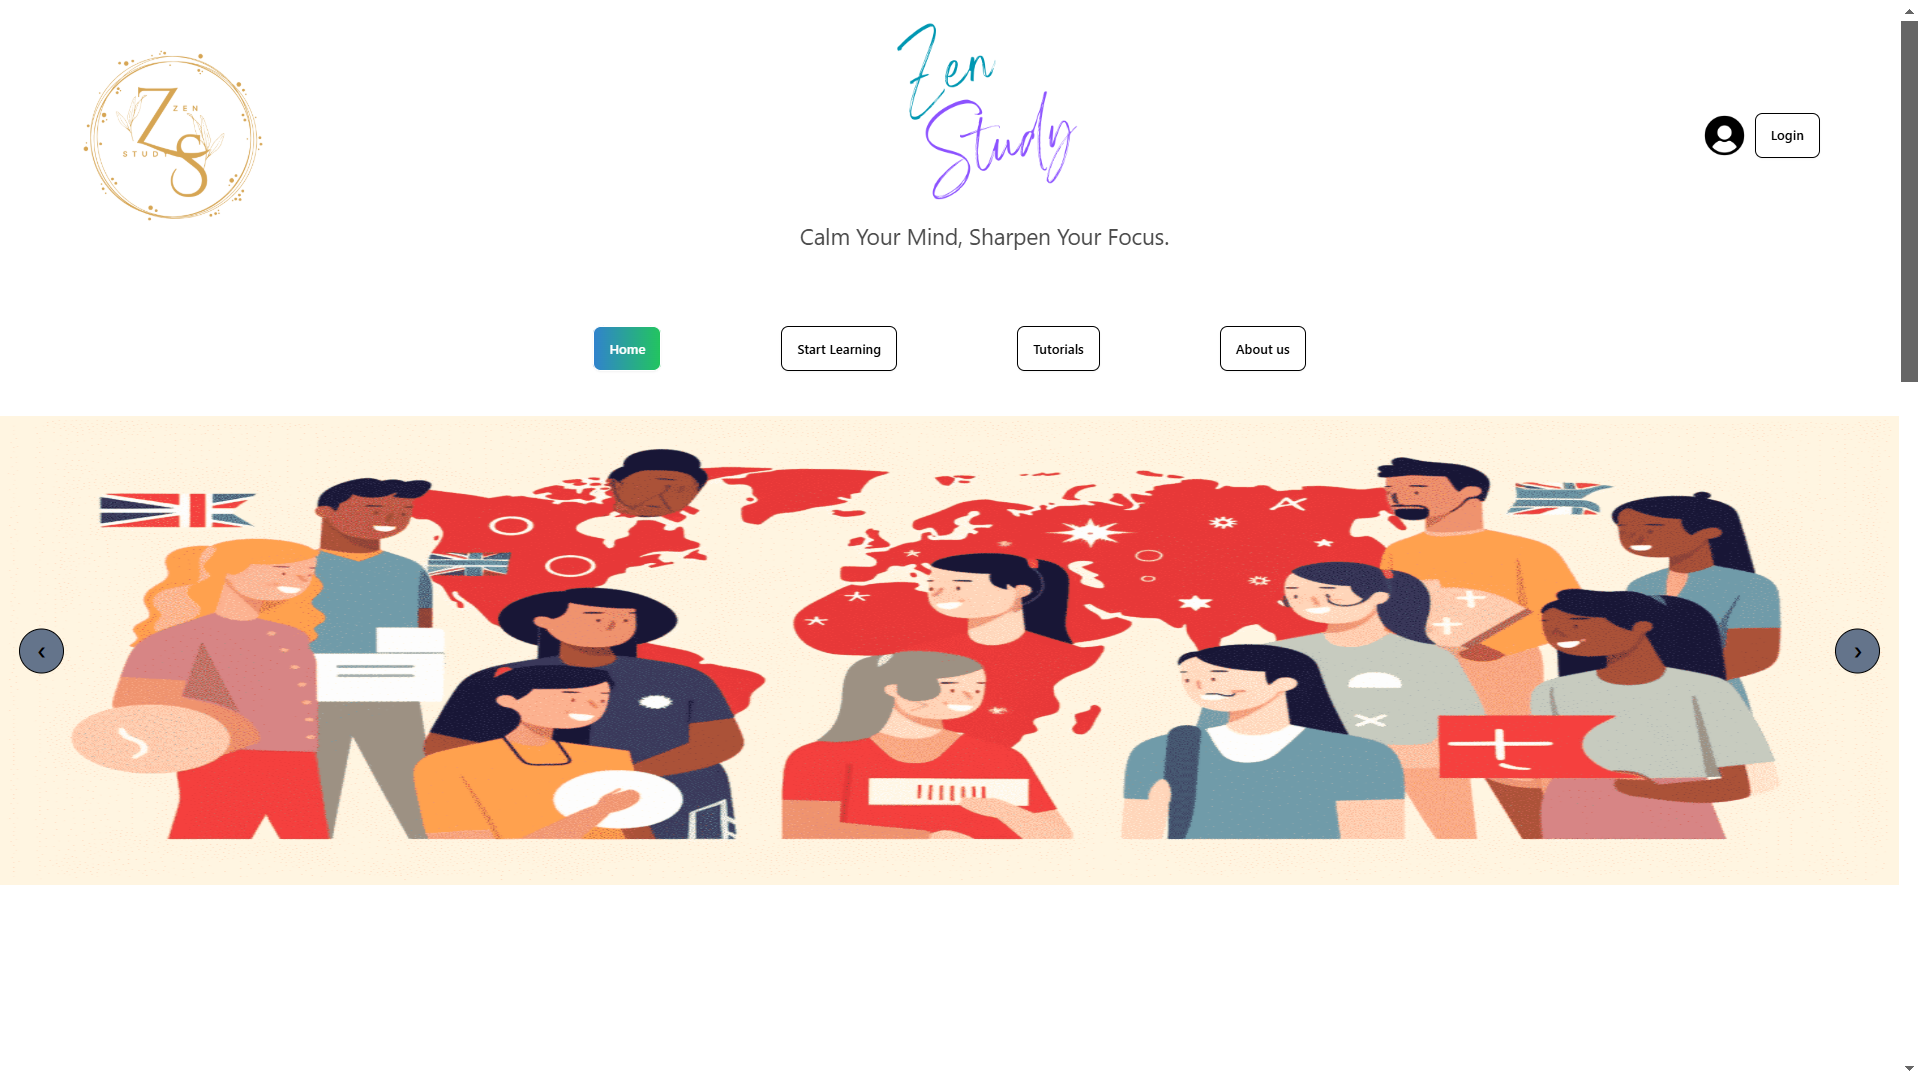 ZEN
STUDY
ZS
Zen
Study
Login
Calm Your Mind, Sharpen Your Focus.
Home
Start Learning
Tutorials
About us
‹
›